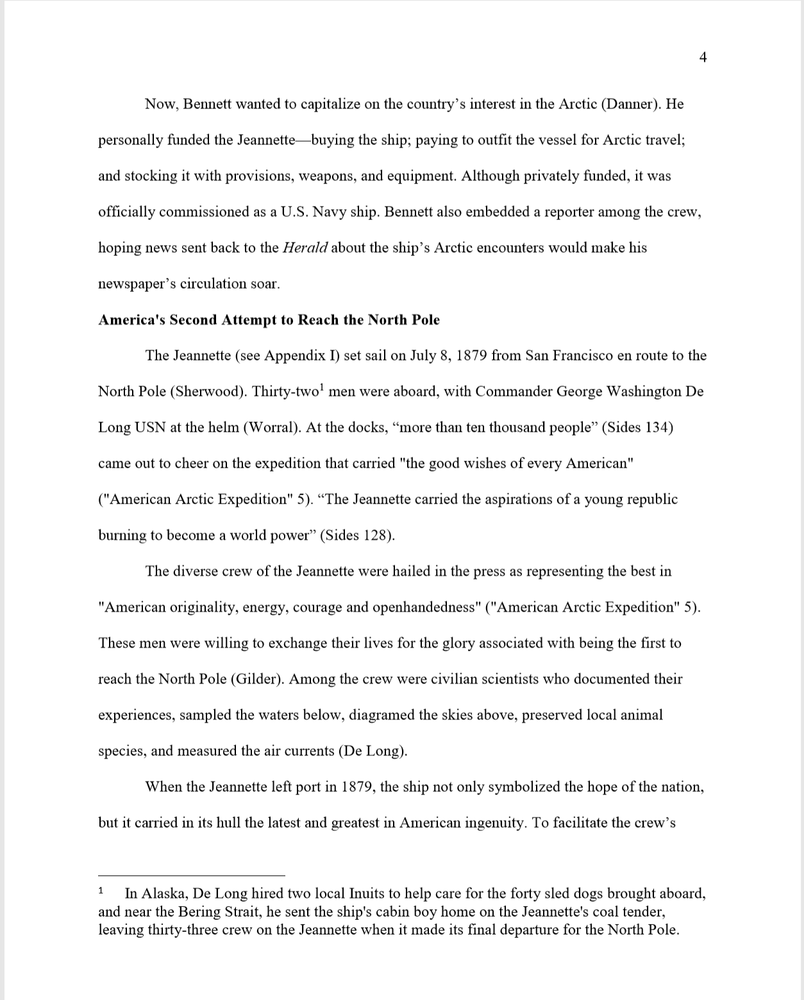 4
Now, Bennett wanted to capitalize on the country’s interest in the Arctic (Danner). He
personally funded the Jeannette—buying the ship; paying to outfit the vessel for Arctic travel;
and stocking it with provisions, weapons, and equipment. Although privately funded, it was
officially commissioned as a U.S. Navy ship. Bennett also embedded a reporter among the crew,
hoping news sent back to the Herald about the ship’s Arctic encounters would make his
newspaper’s circulation soar.
America's Second Attempt to Reach the North Pole
The Jeannette (see Appendix I) set sail on July 8, 1879 from San Francisco en route to the
North Pole (Sherwood). Thirty-two¹ men were aboard, with Commander George Washington De
Long USN at the helm (Worral). At the docks, “more than ten thousand people” (Sides 134)
came out to cheer on the expedition that carried "the good wishes of every American"
("American Arctic Expedition" 5). “The Jeannette carried the aspirations of a young republic
burning to become a world power” (Sides 128).
The diverse crew of the Jeannette were hailed in the press as representing the best in
"American originality, energy, courage and openhandedness" ("American Arctic Expedition" 5).
These men were willing to exchange their lives for the glory associated with being the first to
reach the North Pole (Gilder). Among the crew were civilian scientists who documented their
experiences, sampled the waters below, diagramed the skies above, preserved local animal
species, and measured the air currents (De Long).
When the Jeannette left port in 1879, the ship not only symbolized the hope of the nation,
but it carried in its hull the latest and greatest in American ingenuity. To facilitate the crew’s
¹ In Alaska, De Long hired two local Inuits to help care for the forty sled dogs brought aboard,
and near the Bering Strait, he sent the ship's cabin boy home on the Jeannette's coal tender,
leaving thirty-three crew on the Jeannette when it made its final departure for the North Pole.